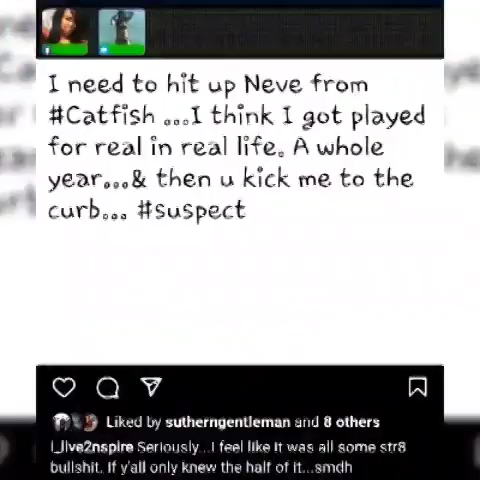 I need to hit up Neve from
#Catfish ...I think I got played
for real in real life. A whole
year...& then u kick me to the
curb... #suspect
Liked by sutherngentleman and 8 others
i_live2nspire Seriously...I feel like it was all some str8
bullshit. If y'all only knew the half of it...smdh